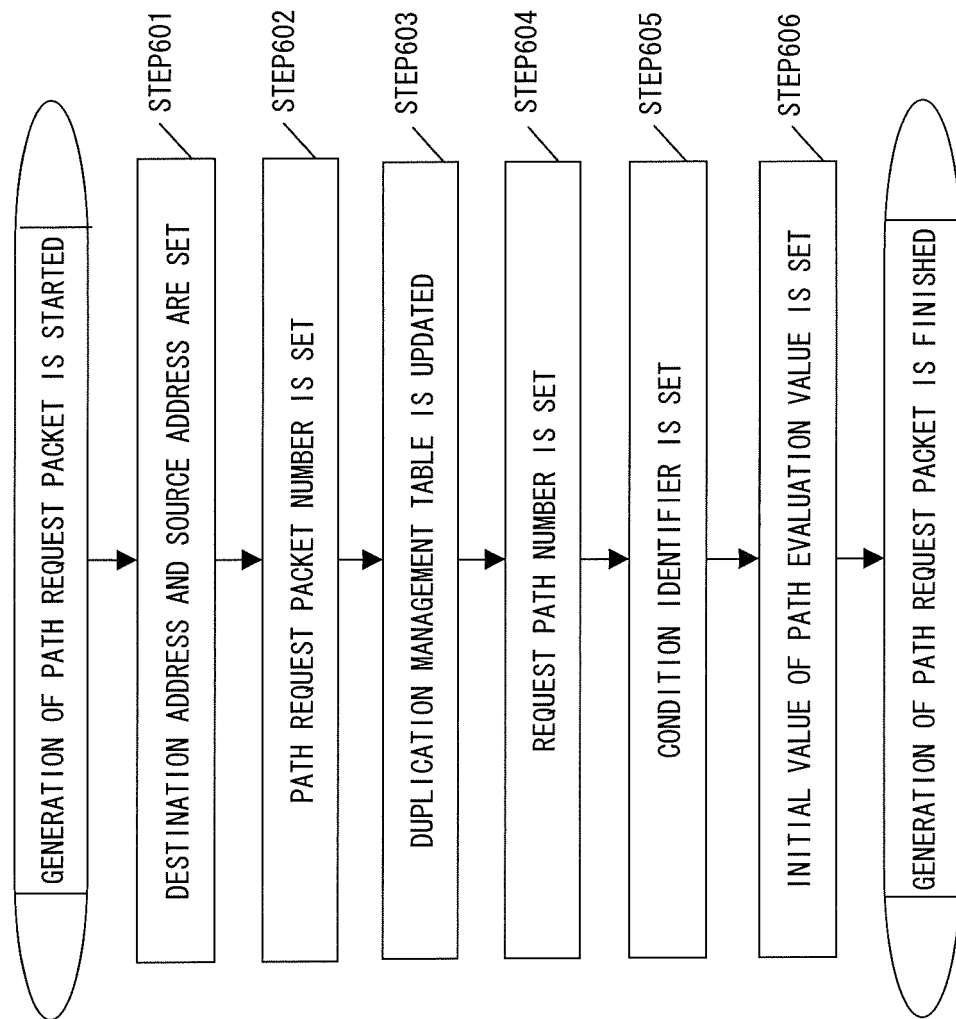 GENERATION OF PATH REQUEST PACKET IS STARTED
STEP601
DESTINATION ADDRESS AND SOURCE ADDRESS ARE SET
STEP602
PATH REQUEST PACKET NUMBER IS SET
STEP603
DUPLICATION MANAGEMENT TABLE IS UPDATED
STEP604
REQUEST PATH NUMBER IS SET
STEP605
CONDITION IDENTIFIER IS SET
STEP606
INITIAL VALUE OF PATH EVALUATION VALUE IS SET
GENERATION OF PATH REQUEST PACKET IS FINISHED